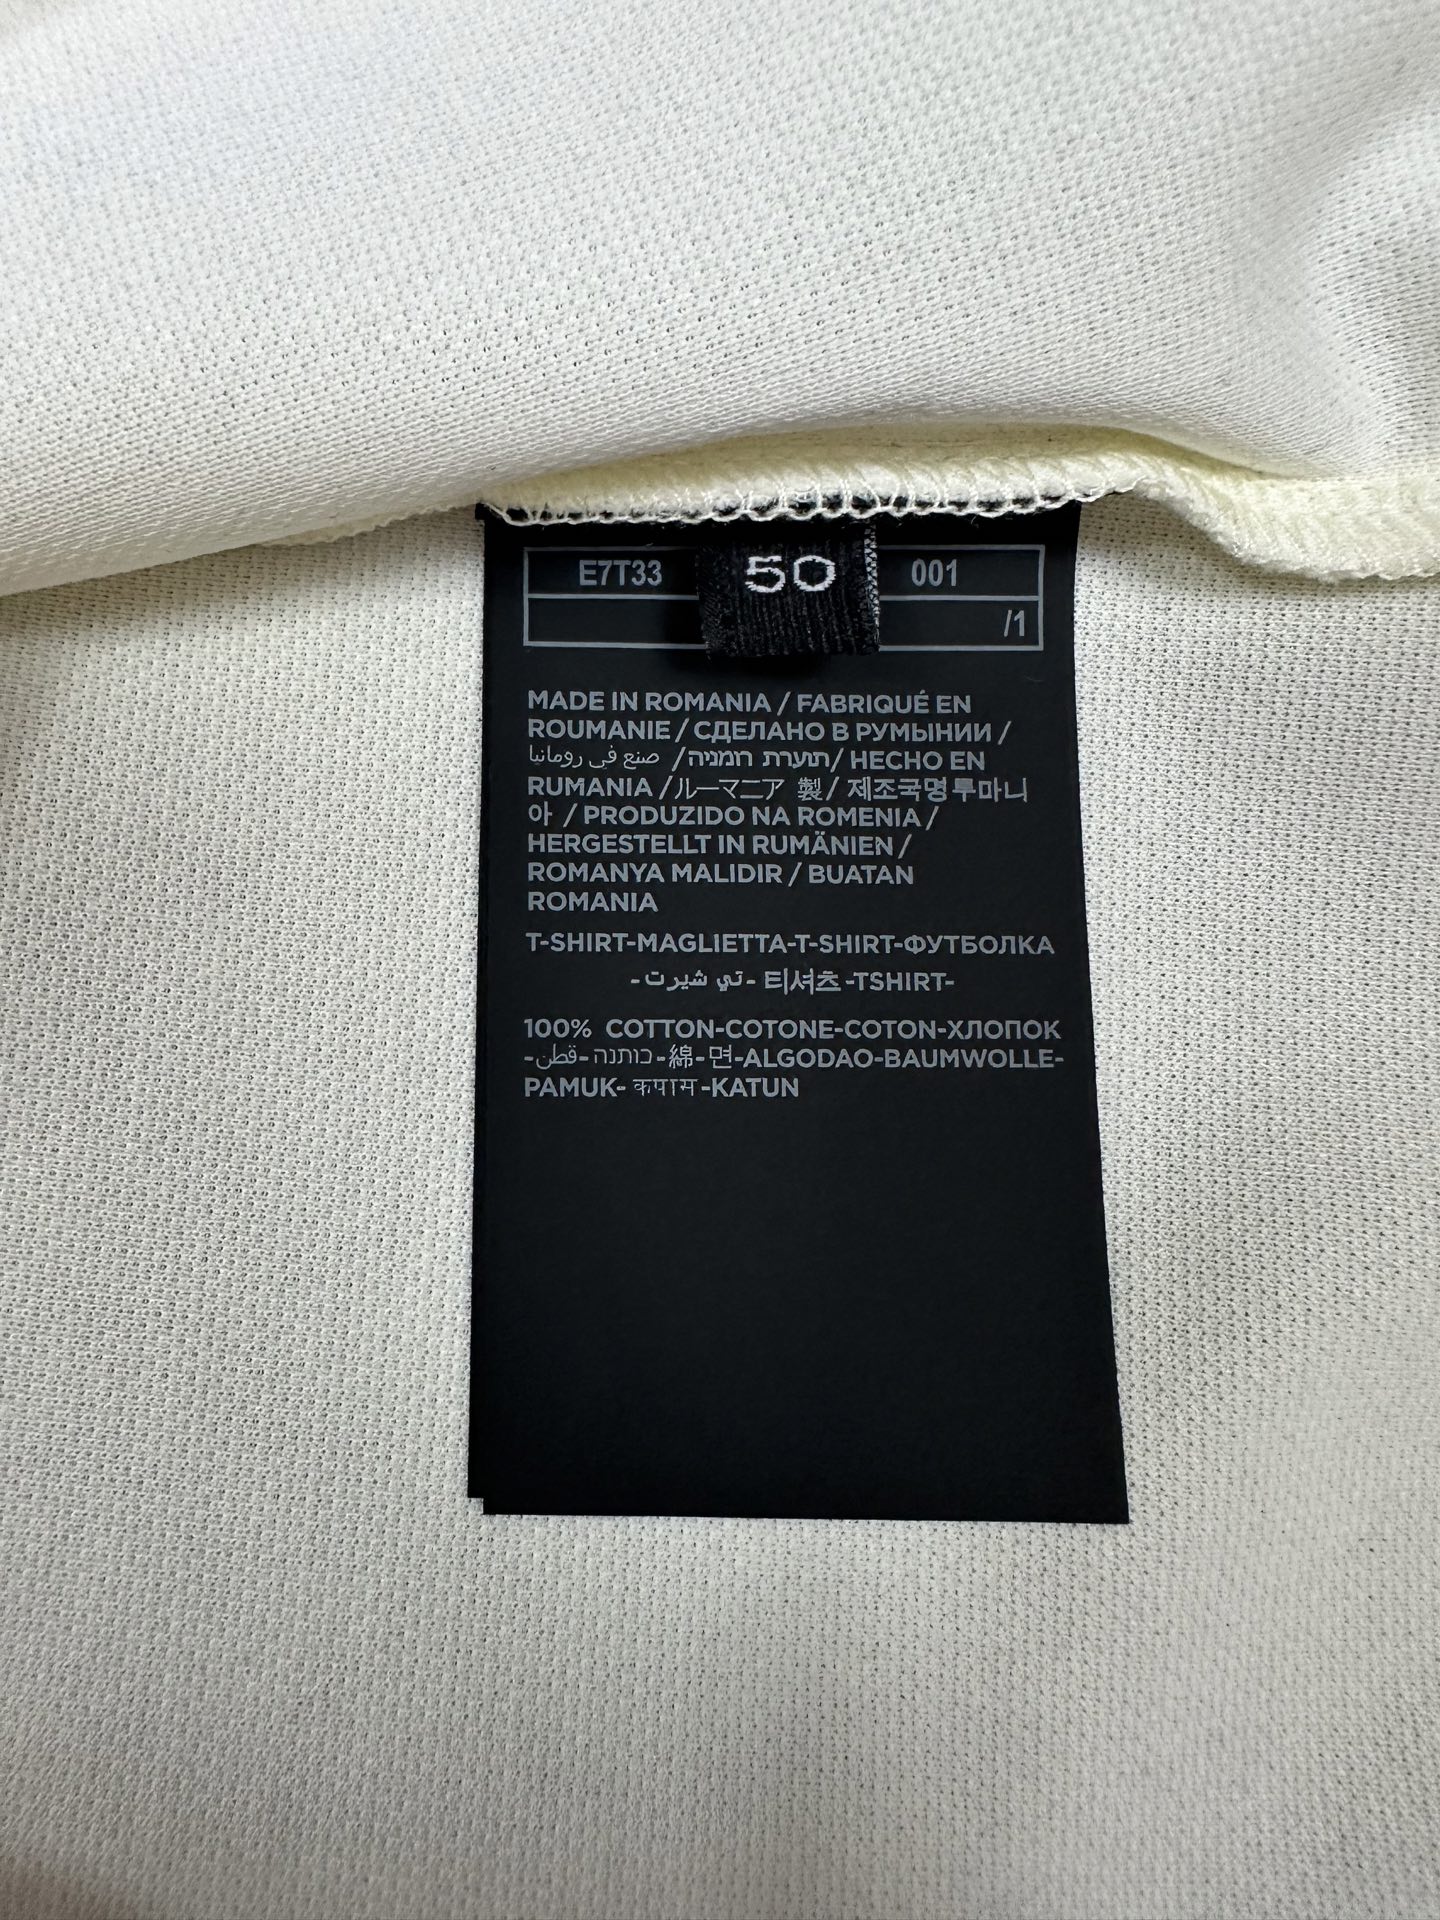 E7T33 50 001
/1
MADE IN ROMANIA / FABRIQUÉ EN
ROUMANIE / СДЕЛАНО В РУМЫНИИ /
صنع في رومانيا /תוערת רומניה/ HECHO EN
RUMANIA /ルーマニア 製/ 제조국명루마니
아 / PRODUZIDO NA ROMENIA /
HERGESTELLT IN RUMÄNIEN /
ROMANYA MALIDIR / BUATAN
ROMANIA
T-SHIRT-MAGLIETTA-T-SHIRT-ФУТБОЛКА
-تي شيرت- 티셔츠 -TSHIRT-
100% COTTON-COTONE-COTON-ХЛОПОК
-قطن-כותנה-綿-면-ALGODAO-BAUMWOLLE-
PAMUK- कपास -KATUN